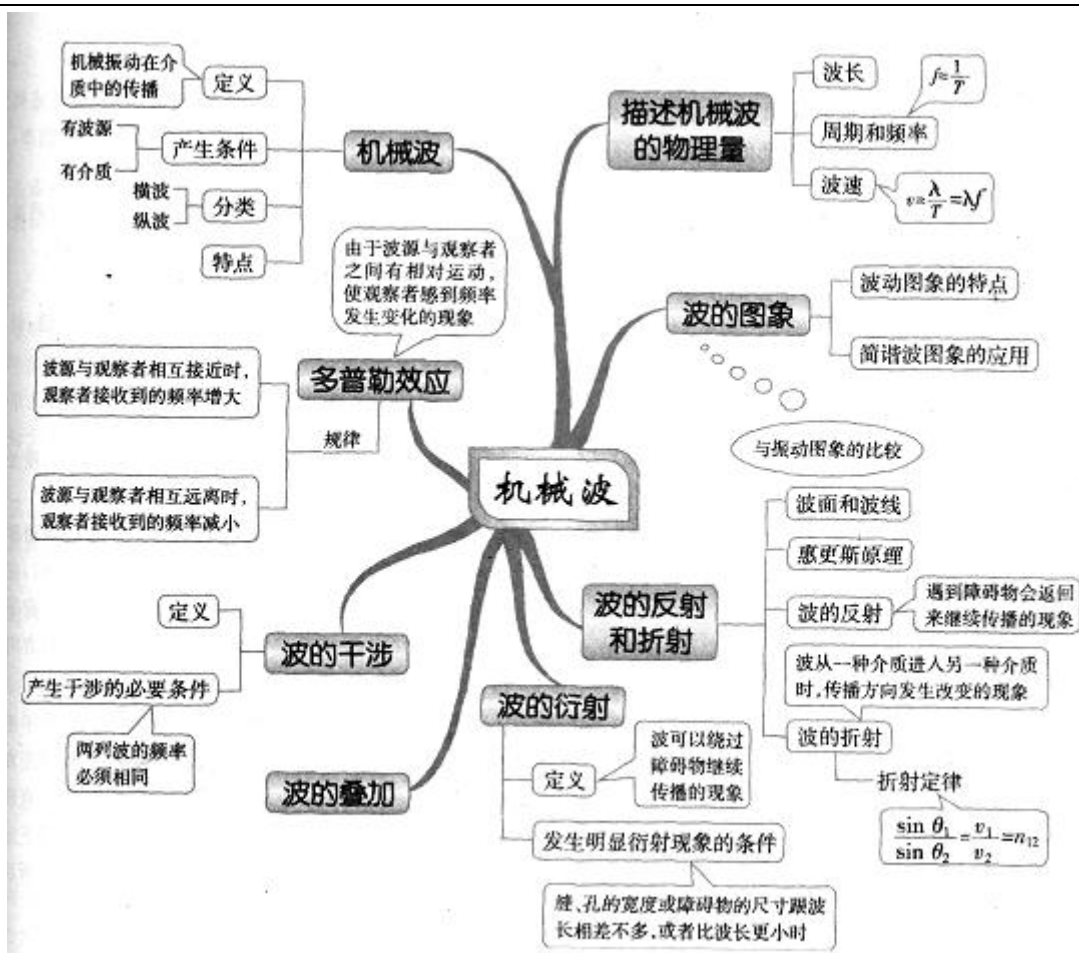 机械波
机械波
机械振动在介
质中的传播
定义
有波源
有介质
产生条件
横波
纵波
分类
特点
描述机械波
的物理量
波长
周期和频率
f=1/T
波速
v=λ/T=λf
波的图象
波动图象的特点
简谐波图象的应用
与振动图象的比较
由于波源与观察者
之间有相对运动,
使观察者感到频率
发生变化的现象
多普勒效应
规律
波源与观察者相互接近时,
观察者接收到的频率增大
波源与观察者相互远离时,
观察者接收到的频率减小
波的反射
和折射
波面和波线
惠更斯原理
波的反射
遇到障碍物会返回
来继续传播的现象
波从一种介质进入另一种介质
时,传播方向发生改变的现象
波的折射
折射定律
sin θ₁/sin θ₂=v₁/v₂=n₁₂
波的干涉
定义
产生干涉的必要条件
两列波的频率
必须相同
波的叠加
波的衍射
定义
波可以绕过
障碍物继续
传播的现象
发生明显衍射现象的条件
缝、孔的宽度或障碍物的尺寸跟波
长相差不多,或者比波长更小时